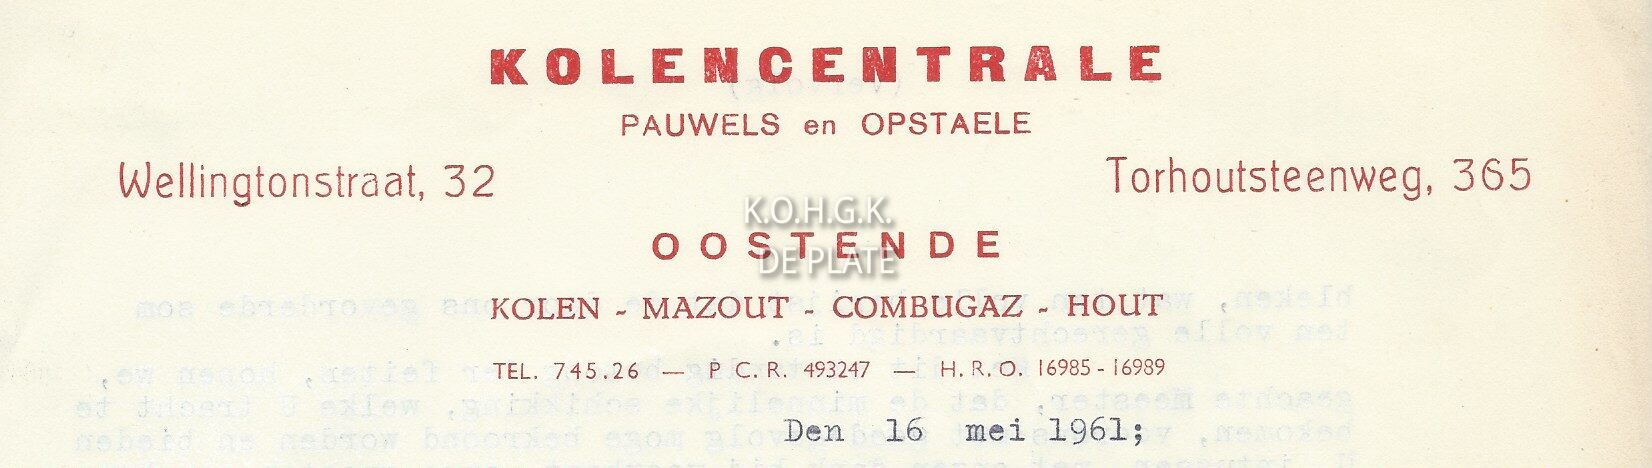 KOLENCENTRALE
PAUWELS en OPSTAELE
Wellingtonstraat, 32
Torhoutsteenweg, 365
K.O.H.G.K.
OOSTENDE
DE PLATE
KOLEN - MAZOUT - COMBUGAZ - HOUT
TEL. 745.26 — P C. R. 493247 — H. R. O. 16985 - 16989
Den 16 mei 1961;